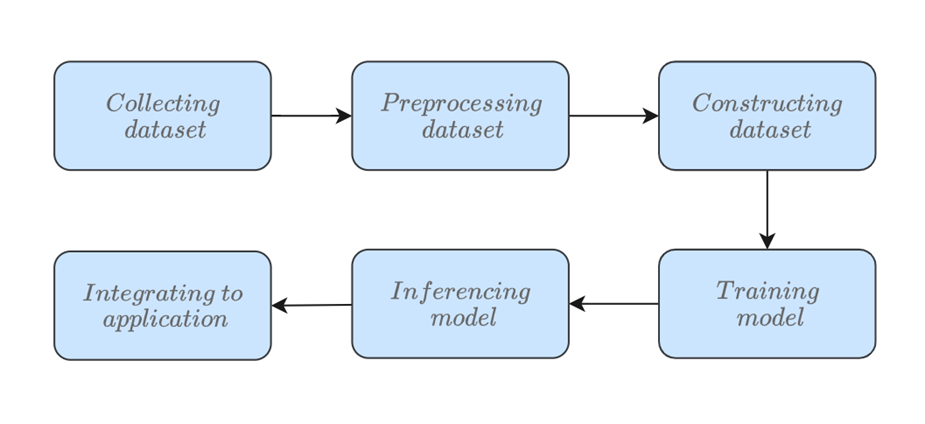 Collecting
dataset
Preprocessing
dataset
Constructing
dataset
Training
model
Inferencing
model
Integrating to
application